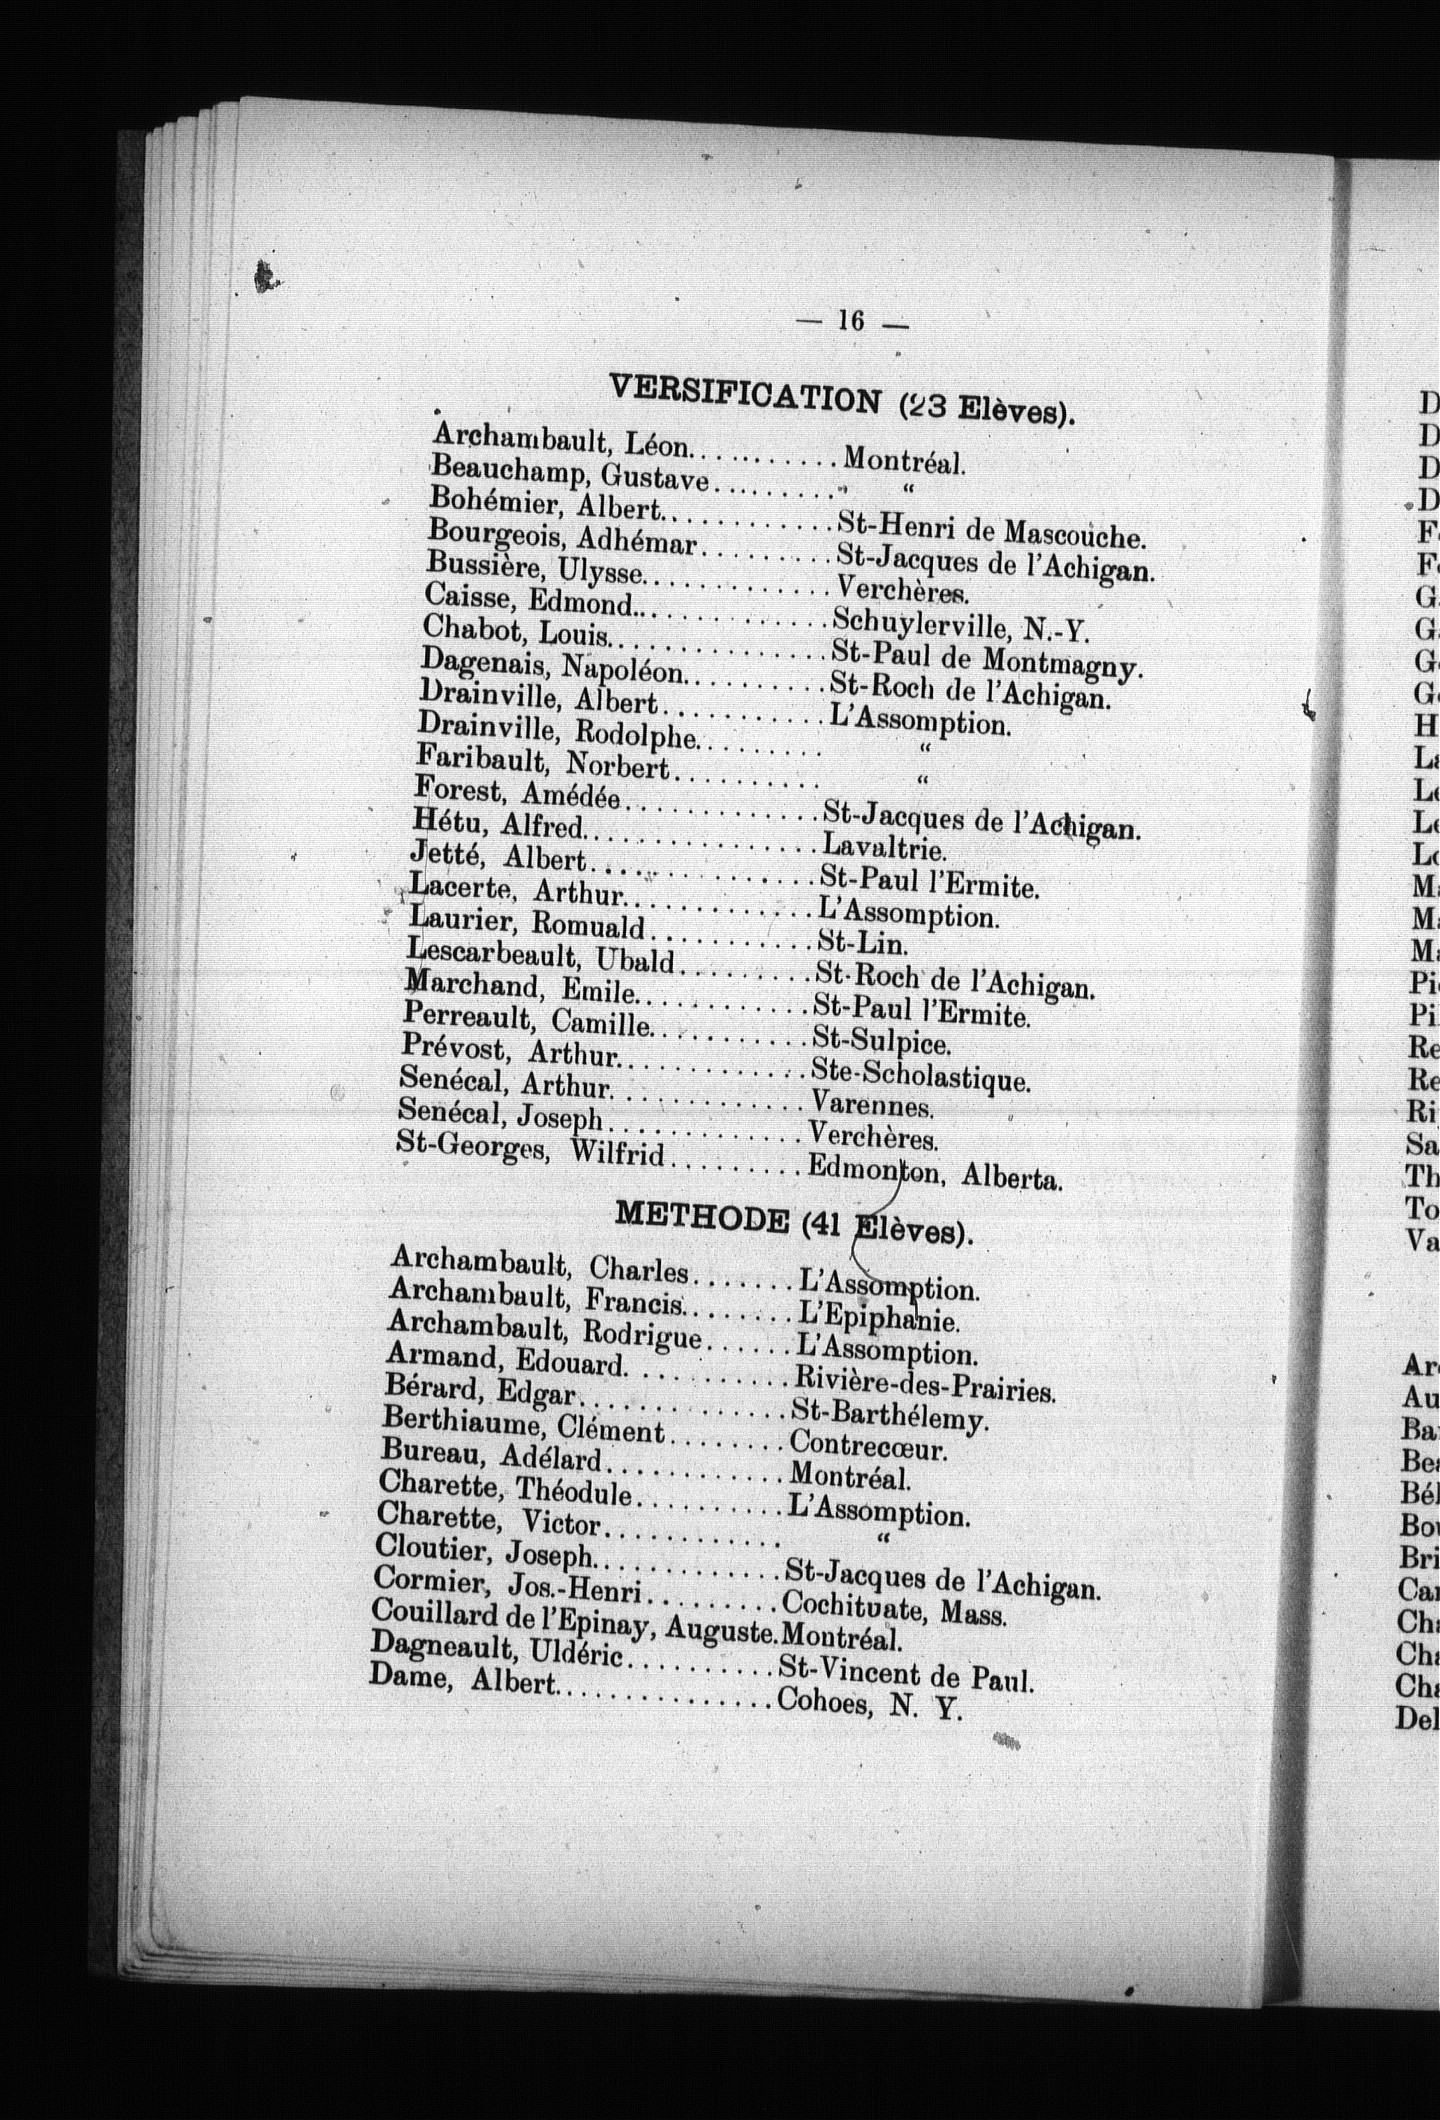 — 16 —
VERSIFICATION (23 Elèves).
Archambault, Léon............Montréal.
Beauchamp, Gustave......... “
Bohémier, Albert............St-Henri de Mascouche.
Bourgeois, Adhémar.........St-Jacques de l'Achigan.
Bussière, Ulysse............Verchères.
Caisse, Edmond.............Schuylerville, N.-Y.
Chabot, Louis..............St-Paul de Montmagny.
Dagenais, Napoléon..........St-Roch de l'Achigan.
Drainville, Albert...........L'Assomption.
Drainville, Rodolphe......... “
Faribault, Norbert.......... “
Forest, Amédée.............St-Jacques de l'Achigan.
Hétu, Alfred...............Lavaltrie.
Jetté, Albert..............St-Paul l'Ermite.
Lacerte, Arthur.............L'Assomption.
Laurier, Romuald...........St-Lin.
Lescarbeault, Ubald.........St-Roch de l'Achigan.
Marchand, Emile...........St-Paul l'Ermite.
Perreault, Camille...........St-Sulpice.
Prévost, Arthur.............Ste-Scholastique.
Senécal, Arthur.............Varennes.
Senécal, Joseph.............Verchères.
St-Georges, Wilfrid.........Edmonton, Alberta.
METHODE (41 Elèves).
Archambault, Charles.......L'Assomption.
Archambault, Francis........L'Epiphanie.
Archambault, Rodrigue......L'Assomption.
Armand, Edouard...........Rivière-des-Prairies.
Bérard, Edgar..............St-Barthélemy.
Berthiaume, Clément........Contrecœur.
Bureau, Adélard............Montréal.
Charette, Théodule..........L'Assomption.
Charette, Victor............ “
Cloutier, Joseph.............St-Jacques de l'Achigan.
Cormier, Jos.-Henri.........Cochituate, Mass.
Couillard de l'Epinay, Auguste.Montréal.
Dagneault, Uldéric..........St-Vincent de Paul.
Dame, Albert...............Cohoes, N. Y.